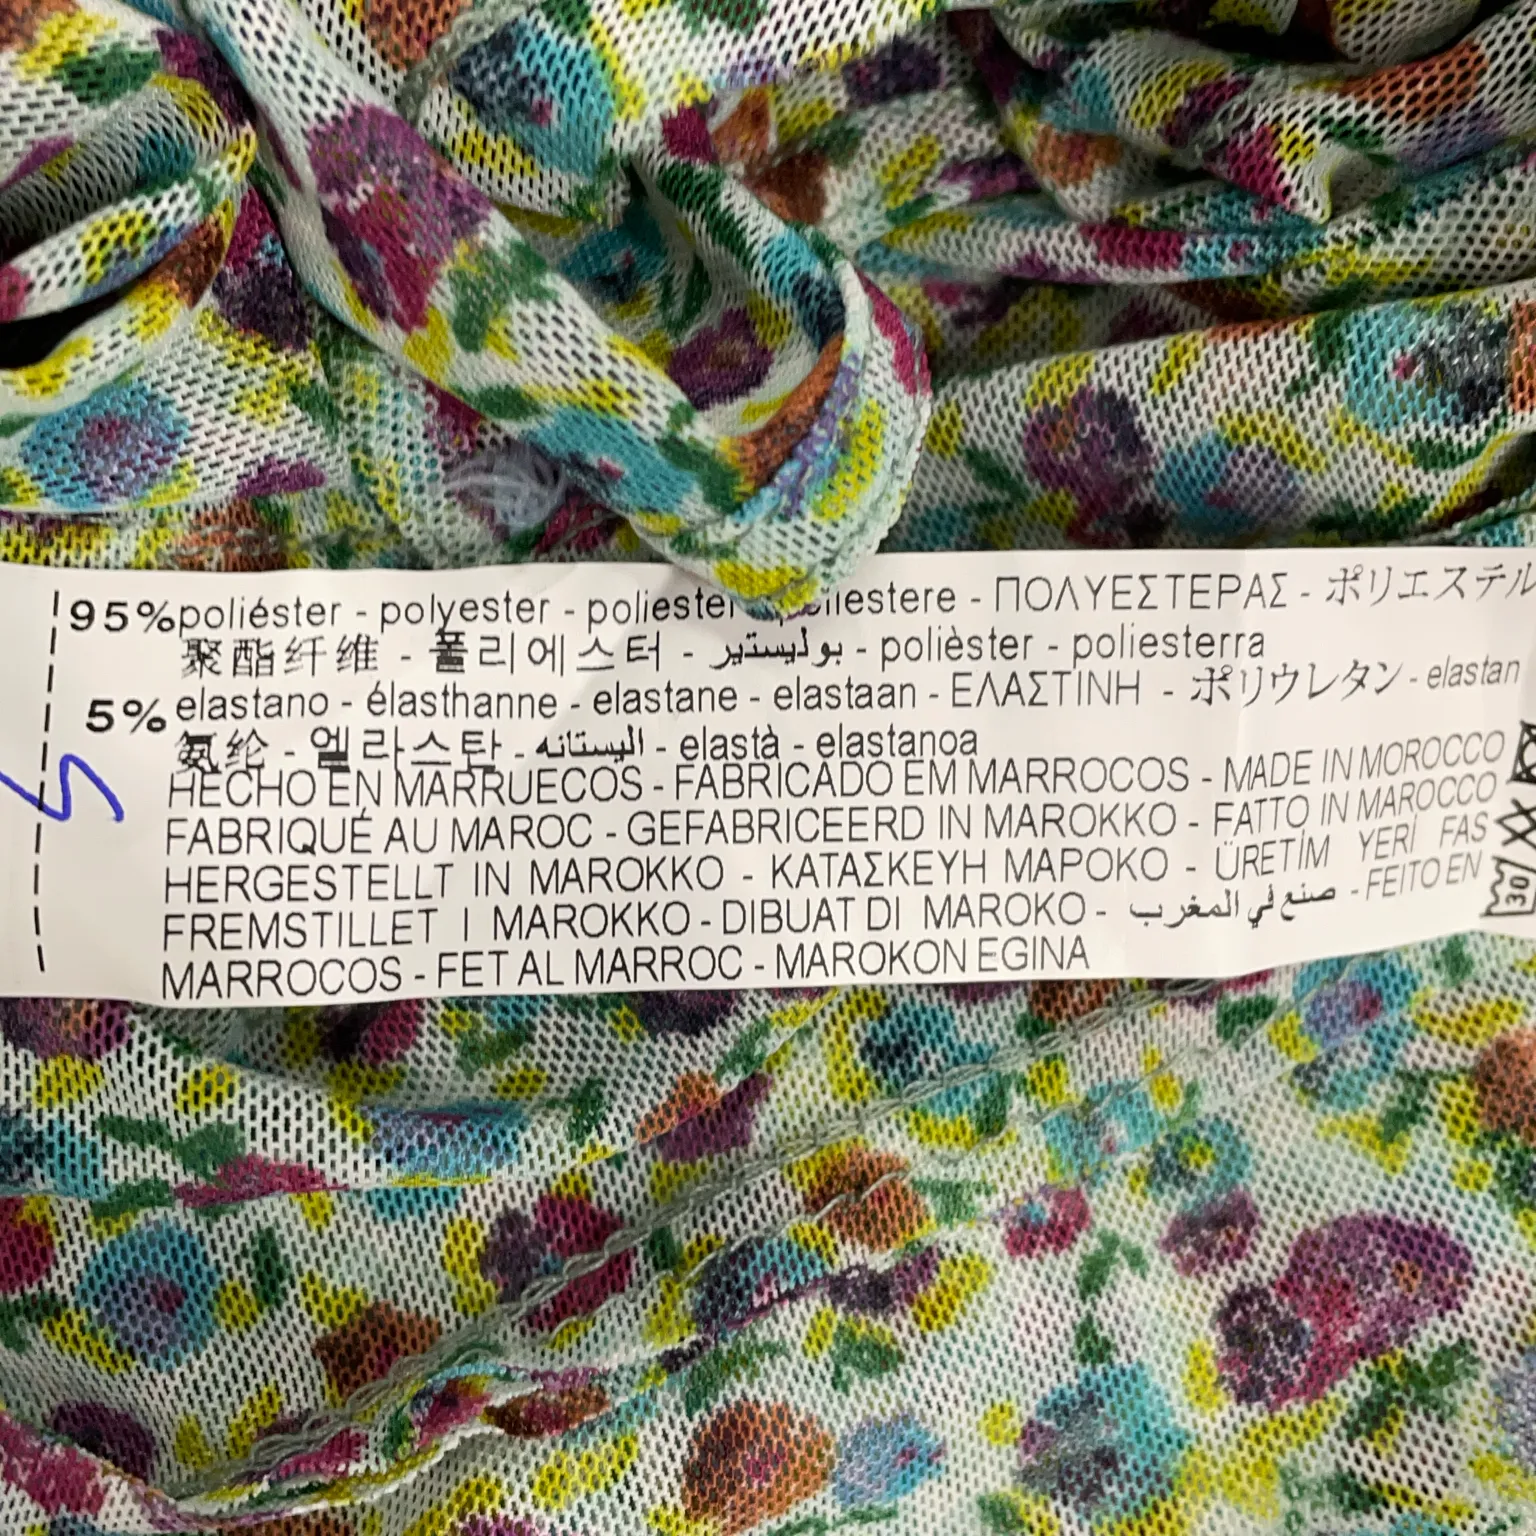 95% poliéster - polyester - poliester - ΠΟΛΥΕΣΤΕΡΑΣ - ポリエステル
聚酯纤维 - 폴리에스터 - بوليستير - polièster - poliesterra
5% elastano - élasthanne - elastane - elastaan - ΕΛΑΣΤΙΝΗ - ポリウレタン - elastan
氨纶 - 엘라스탄 - اليستانه - elastà - elastanoa
HECHO EN MARRUECOS - FABRICADO EM MARROCOS - MADE IN MOROCCO
FABRIQUÉ AU MAROC - GEFABRICEERD IN MAROKKO - FATTO IN MAROCCO
HERGESTELLT IN MAROKKO - ΚΑΤΑΣΚΕΥΗ ΜΑΡΟΚΟ - ÜRETİM YERİ FAS
FREMSTILLET I MAROKKO - DIBUAT DI MAROKO - صنع في المغرب - FEITO EN
MARROCOS - FET AL MARROC - MAROKON EGINA
30